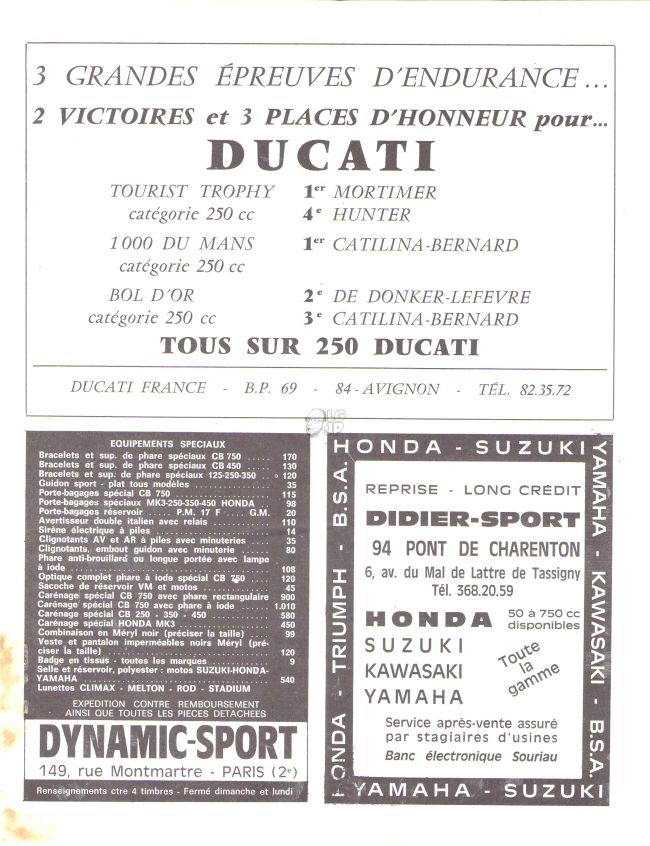 3 GRANDES ÉPREUVES D'ENDURANCE...
2 VICTOIRES et 3 PLACES D'HONNEUR pour...
DUCATI
TOURIST TROPHY 1er MORTIMER
catégorie 250 cc 4e HUNTER
1000 DU MANS 1er CATILINA-BERNARD
catégorie 250 cc
BOL D'OR 2e DE DONKER-LEFEVRE
catégorie 250 cc 3e CATILINA-BERNARD
TOUS SUR 250 DUCATI
DUCATI FRANCE - B.P. 69 - 84-AVIGNON - TÉL. 82.35.72
EQUIPEMENTS SPECIAUX
Bracelets et sup. de phare spéciaux CB 750 ..... 170
Bracelets et sup. de phare spéciaux CB 450 ..... 130
Bracelets et sup. de phare spéciaux 125-250-350 .. 120
Guidon sport - plat tous modèles ..... 35
Porte-bagages spécial CB 750 ..... 115
Porte-bagages spéciaux MK3-250-350-450 HONDA .. 98
Porte-bagages réservoir ..... P.M. 17 F ... G.M. 20
Avertisseur double italien avec relais ..... 110
Sirène électrique à piles ..... 14
Clignotants AV et AR à piles avec minuteries ..... 35
Clignotants, embout guidon avec minuterie ..... 80
Phare anti-brouillard ou longue portée avec lampe
à iode ..... 108
Optique complet phare à iode spécial CB 750 ..... 120
Sacoche de réservoir VM et motos ..... 45
Carénage spécial CB 750 avec phare rectangulaire 900
Carénage spécial CB 750 avec phare à iode ... 1.010
Carénage spécial CB 250 - 350 - 450 ..... 580
Carénage spécial HONDA MK3 ..... 450
Combinaison en Méryl noir (préciser la taille) 99
Veste et pantalon imperméables noirs Méryl (pré-
ciser la taille) ..... 120
Badge en tissus - toutes les marques ..... 9
Selle et réservoir, polyester : motos SUZUKI-HONDA-
YAMAHA ..... 540
Lunettes CLIMAX - MELTON - ROD - STADIUM
EXPEDITION CONTRE REMBOURSEMENT
AINSI QUE TOUTES LES PIECES DETACHEES
DYNAMIC-SPORT
149, rue Montmartre - PARIS (2e)
Renseignements ctre 4 timbres - Fermé dimanche et lundi
HONDA - SUZUKI
YAMAHA - KAWASAKI - B.S.A.
HONDA - TRIUMPH - B.S.A.
YAMAHA - SUZUKI
REPRISE - LONG CRÉDIT
DIDIER-SPORT
94 PONT DE CHARENTON
6, av. du Mal de Lattre de Tassigny
Tél. 368.20.59
HONDA 50 à 750 cc
disponibles
SUZUKI
KAWASAKI
YAMAHA
Toute
la
gamme
Service après-vente assuré
par stagiaires d'usines
Banc électronique Souriau